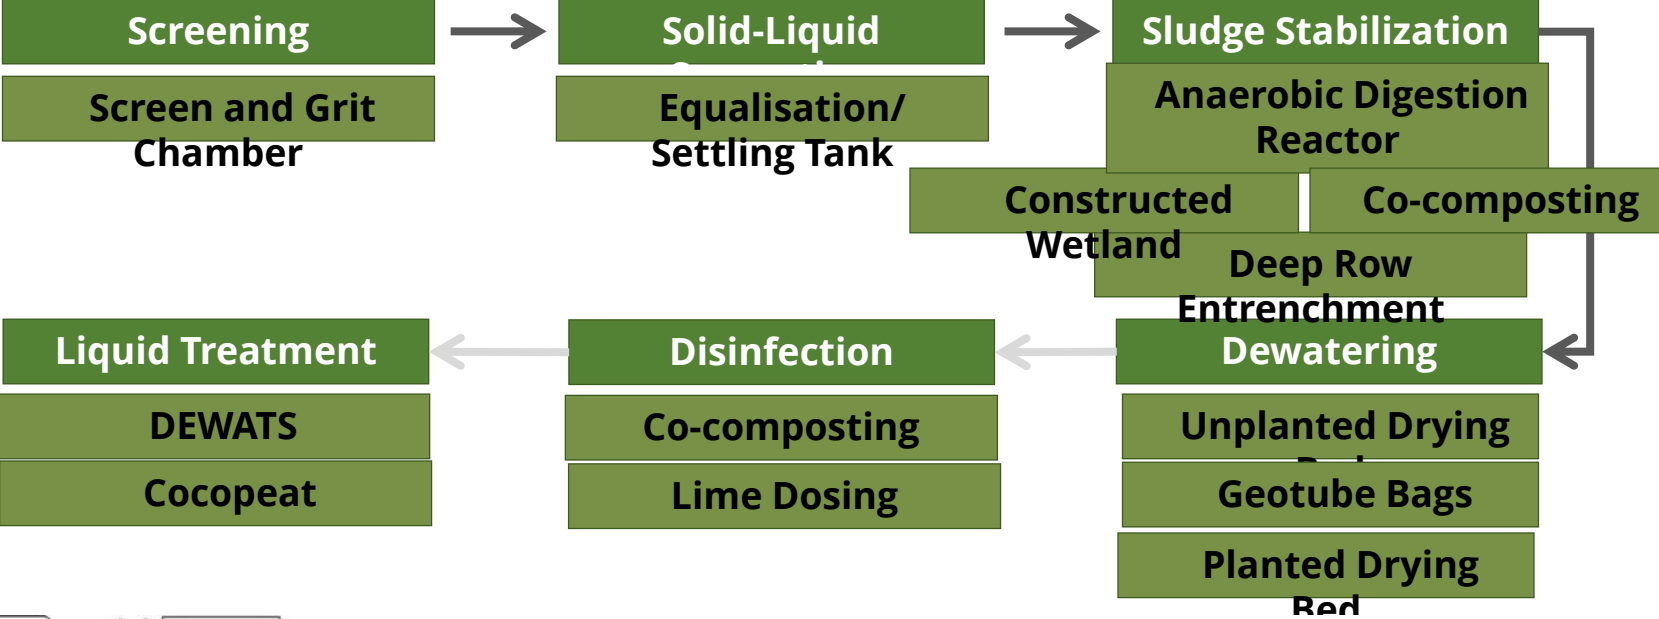 Screening
Solid-Liquid
Sludge Stabilization
Screen and Grit
Chamber
Equalisation/
Settling Tank
Anaerobic Digestion
Reactor
Constructed
Wetland
Co-composting
Deep Row
Entrenchment
Liquid Treatment
Disinfection
Dewatering
DEWATS
Co-composting
Unplanted Drying
Cocopeat
Lime Dosing
Geotube Bags
Planted Drying
Bed